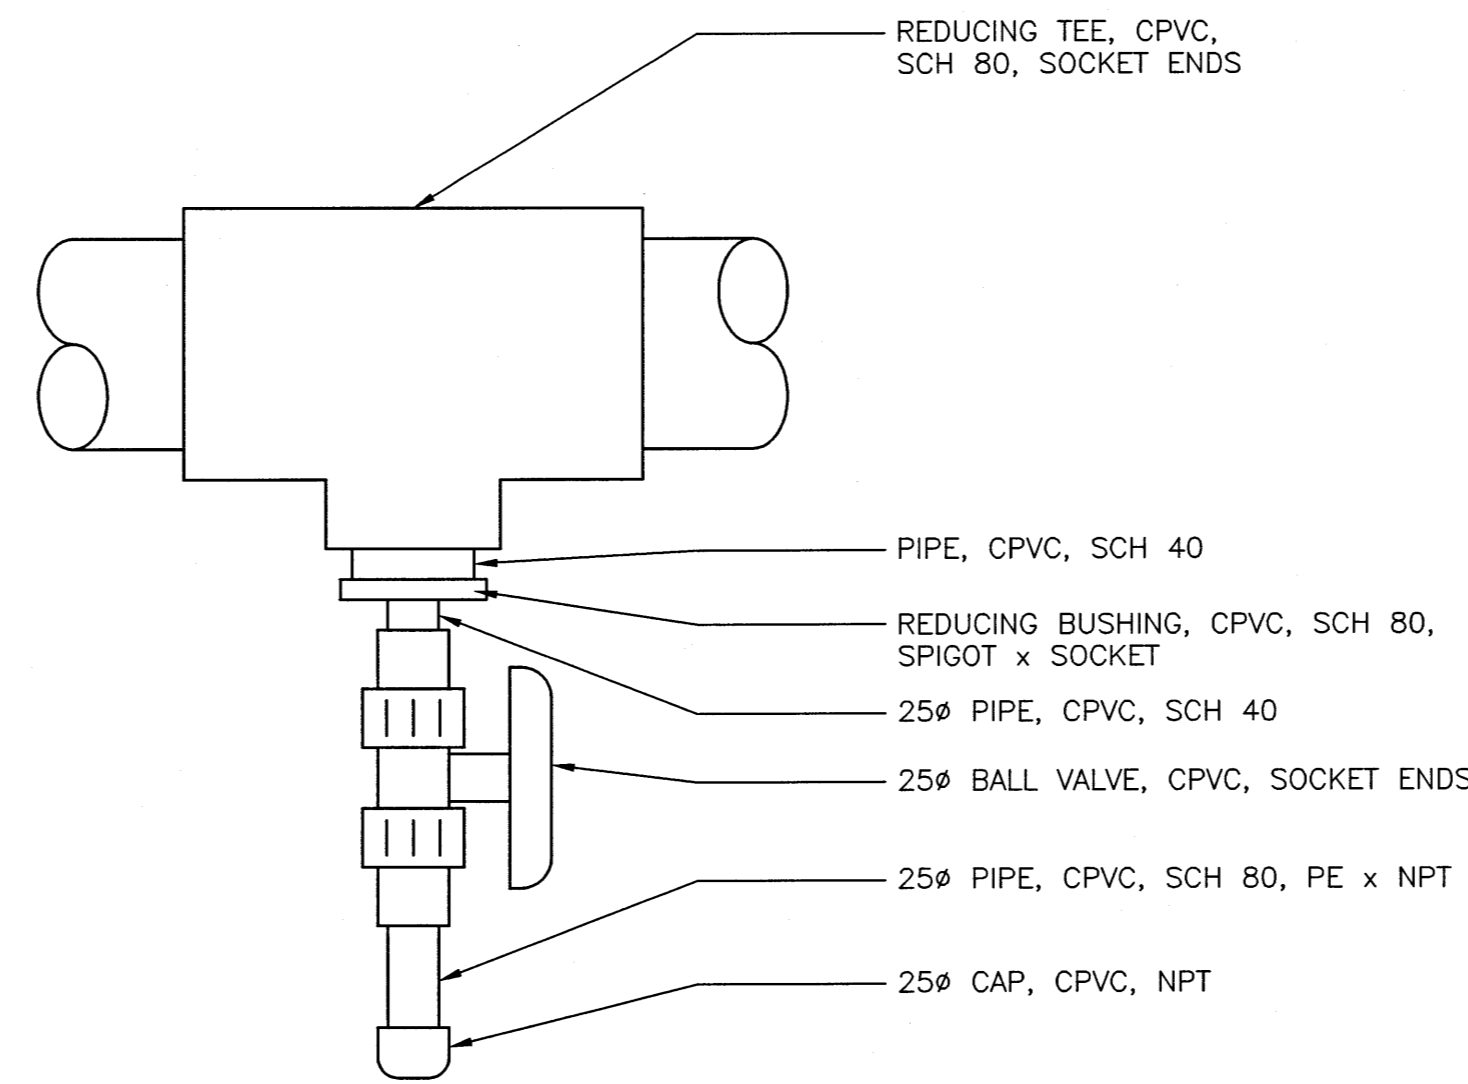 REDUCING TEE, CPVC,
SCH 80, SOCKET ENDS
PIPE, CPVC, SCH 40
REDUCING BUSHING, CPVC, SCH 80,
SPIGOT x SOCKET
25ø PIPE, CPVC, SCH 40
25ø BALL VALVE, CPVC, SOCKET ENDS
25ø PIPE, CPVC, SCH 80, PE x NPT
25ø CAP, CPVC, NPT